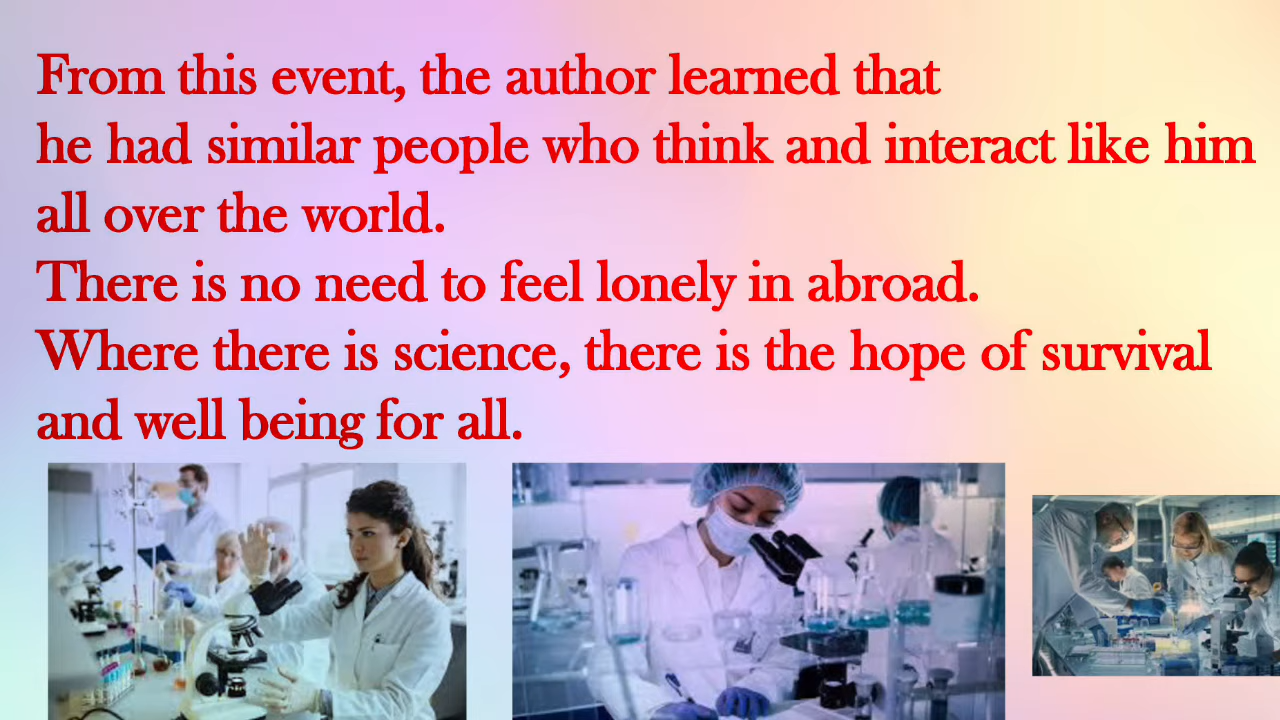 From this event, the author learned that
he had similar people who think and interact like him
all over the world.
There is no need to feel lonely in abroad.
Where there is science, there is the hope of survival
and well being for all.